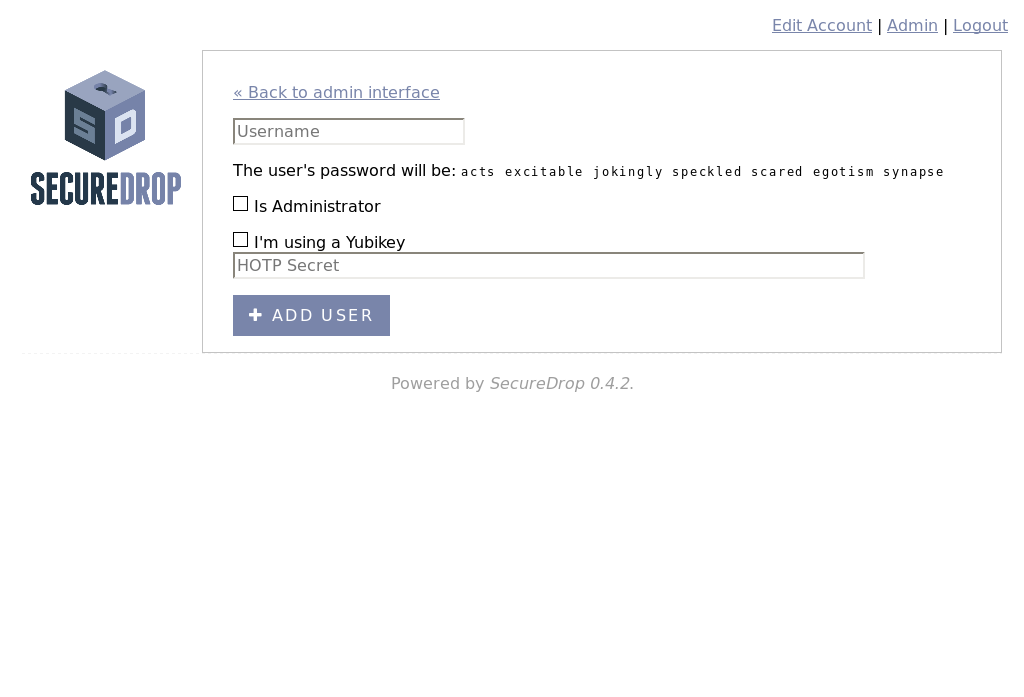 Edit Account | Admin | Logout
« Back to admin interface
Username
The user's password will be: acts excitable jokingly speckled scared egotism synapse
Is Administrator
I'm using a Yubikey
HOTP Secret
ADD USER
S D
SECUREDROP
Powered by SecureDrop 0.4.2.